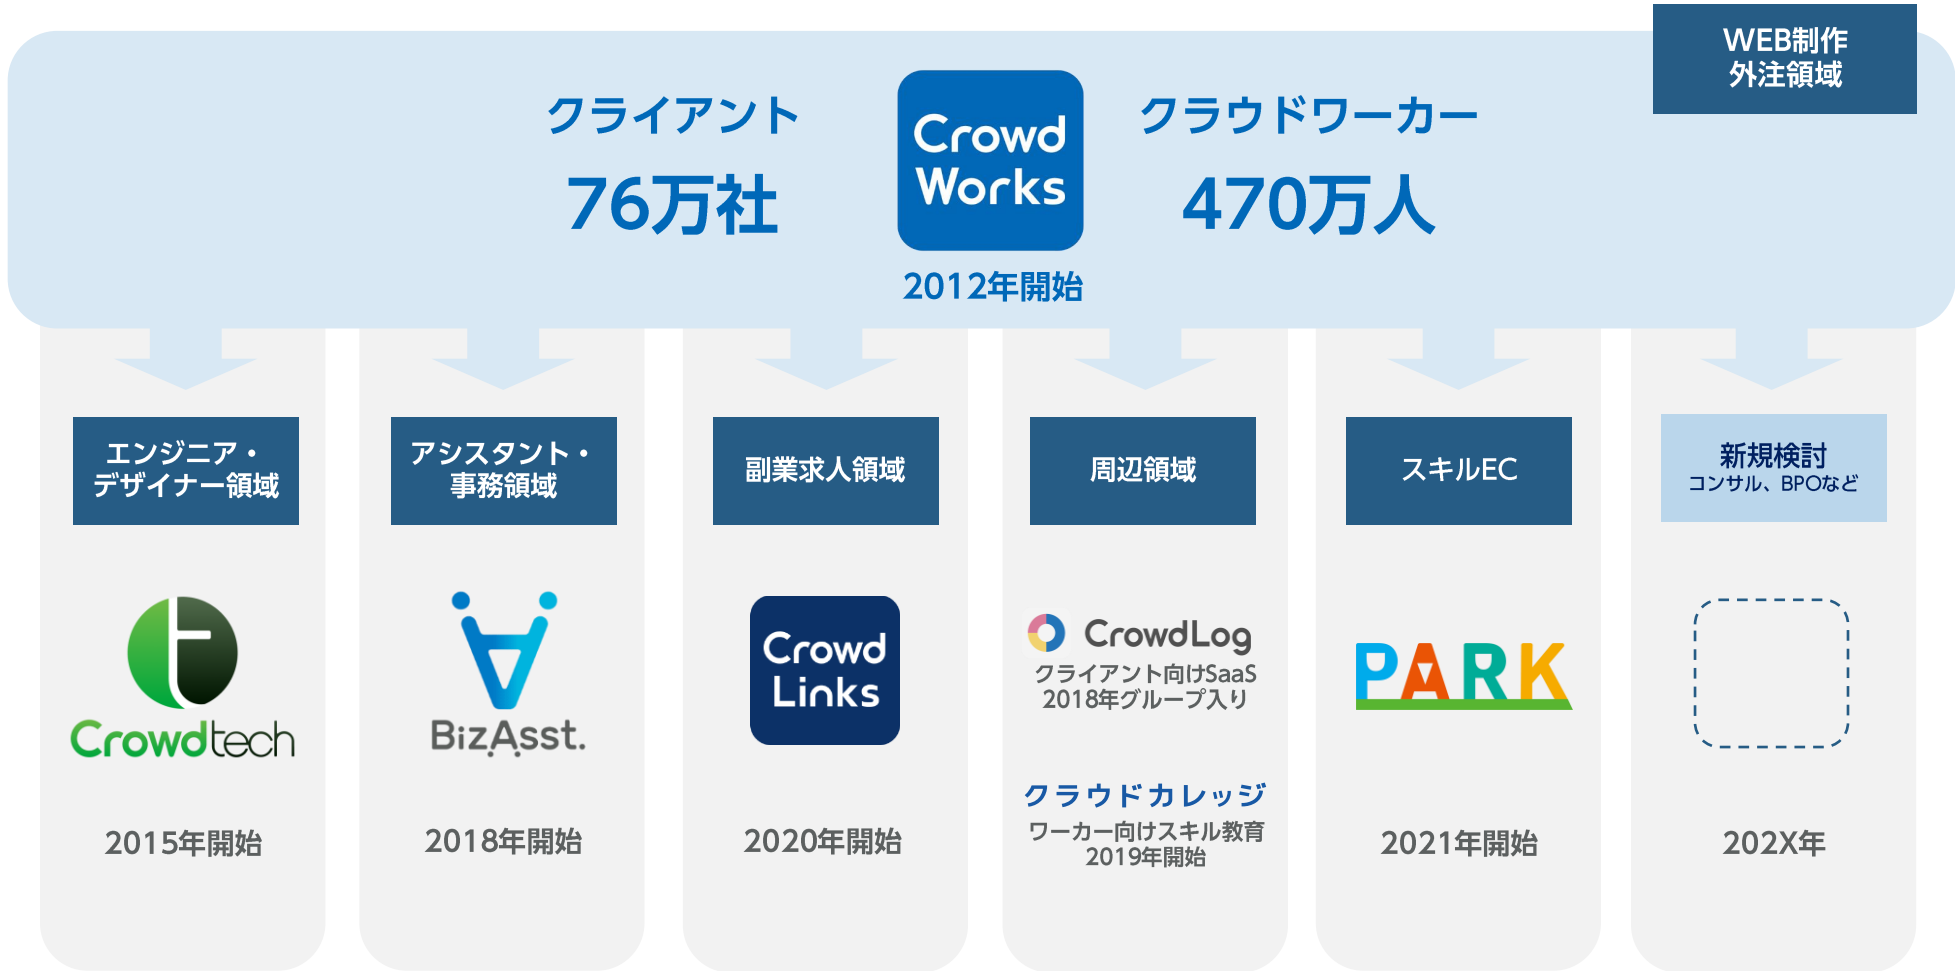 WEB制作
外注領域
クライアント
76万社
Crowd
Works
2012年開始
クラウドワーカー
470万人
エンジニア・
デザイナー領域
Crowdtech
2015年開始
アシスタント・
事務領域
BizAsst.
2018年開始
副業求人領域
Crowd
Links
2020年開始
周辺領域
CrowdLog
クライアント向けSaaS
2018年グループ入り
クラウドカレッジ
ワーカー向けスキル教育
2019年開始
スキルEC
PARK
2021年開始
新規検討
コンサル、BPOなど
202X年